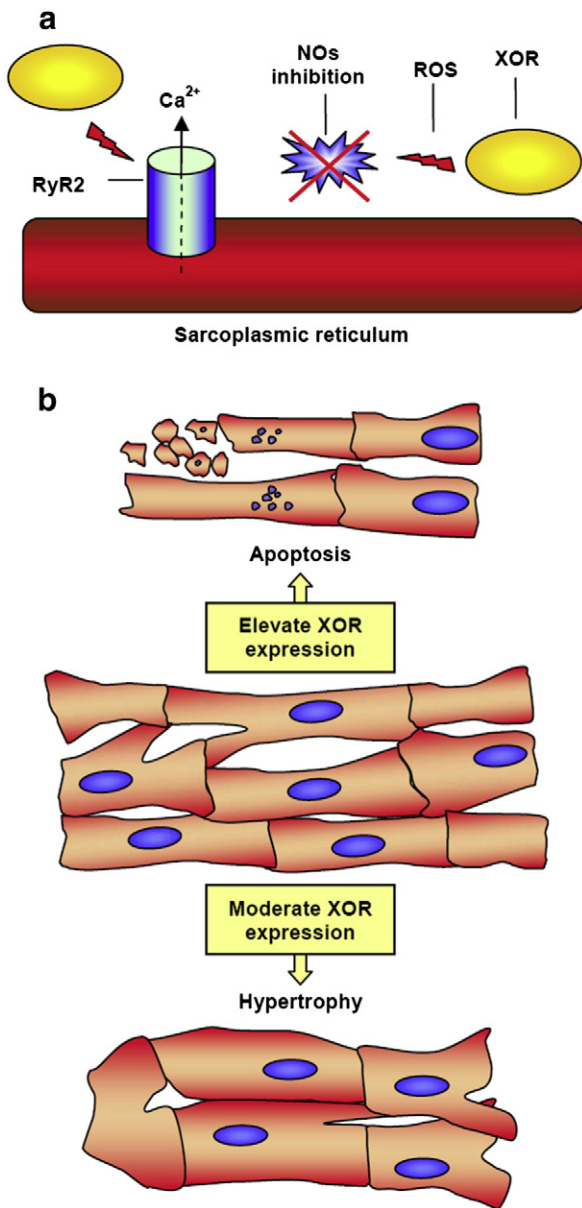 a
NOs
inhibition
ROS
XOR
Ca²⁺
RyR2
Sarcoplasmic reticulum
b
Apoptosis
Elevate XOR
expression
Moderate XOR
expression
Hypertrophy